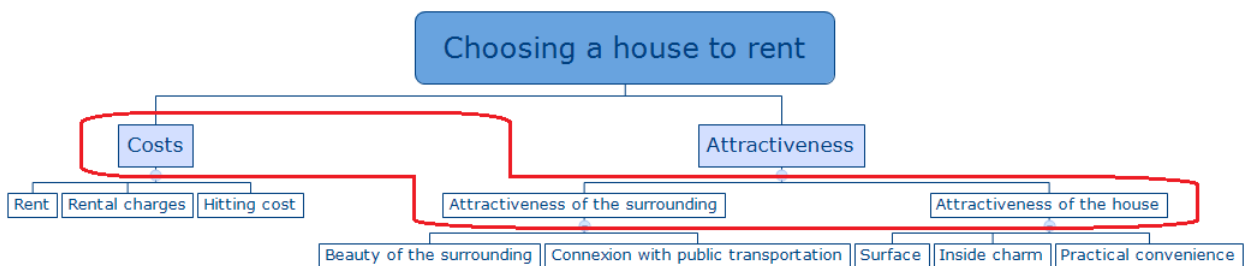 Choosing a house to rent
Costs
Attractiveness
Rent
Rental charges
Hitting cost
Attractiveness of the surrounding
Attractiveness of the house
Beauty of the surrounding
Connexion with public transportation
Surface
Inside charm
Practical convenience